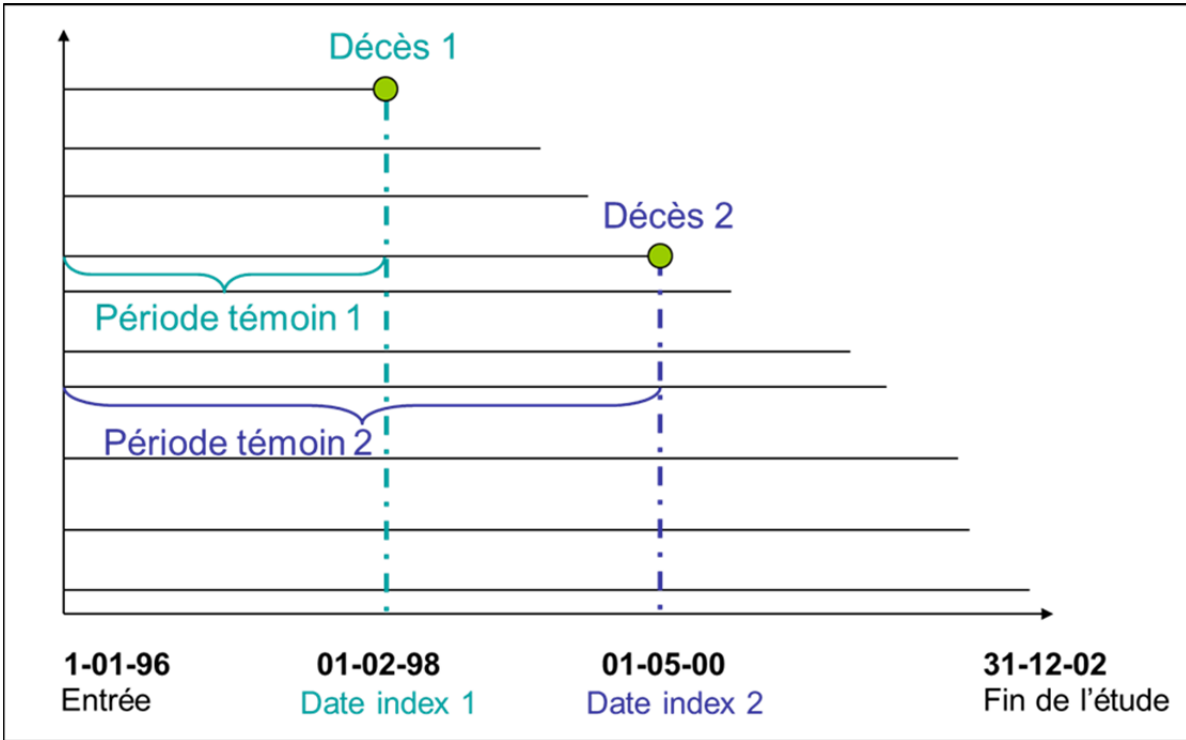 Décès 1
Décès 2
Période témoin 1
Période témoin 2
1-01-96
Entrée
01-02-98
Date index 1
01-05-00
Date index 2
31-12-02
Fin de l'étude